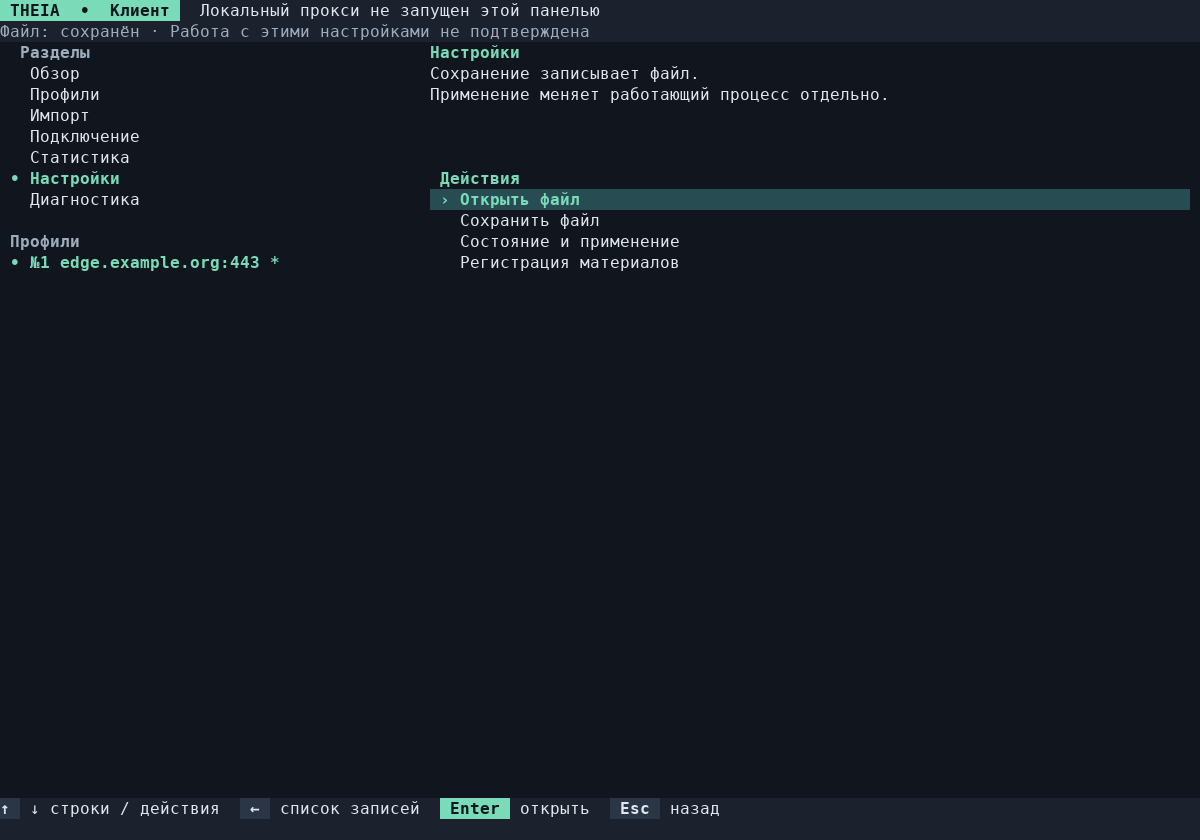 THEIA • Клиент Локальный прокси не запущен этой панелью
Файл: сохранён · Работа с этими настройками не подтверждена
Разделы
Обзор
Профили
Импорт
Подключение
Статистика
• Настройки
Диагностика
Профили
• №1 edge.example.org:443 *
Настройки
Сохранение записывает файл.
Применение меняет работающий процесс отдельно.
Действия
› Открыть файл
Сохранить файл
Состояние и применение
Регистрация материалов
↑ ↓ строки / действия ← список записей Enter открыть Esc назад